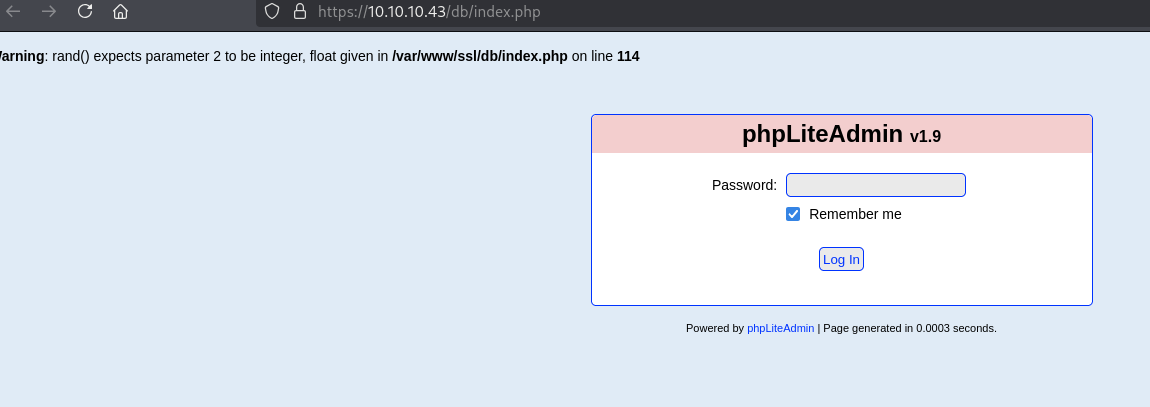 https://10.10.10.43/db/index.php
arning: rand() expects parameter 2 to be integer, float given in /var/www/ssl/db/index.php on line 114
phpLiteAdmin v1.9
Password:
Remember me
Log In
Powered by phpLiteAdmin | Page generated in 0.0003 seconds.